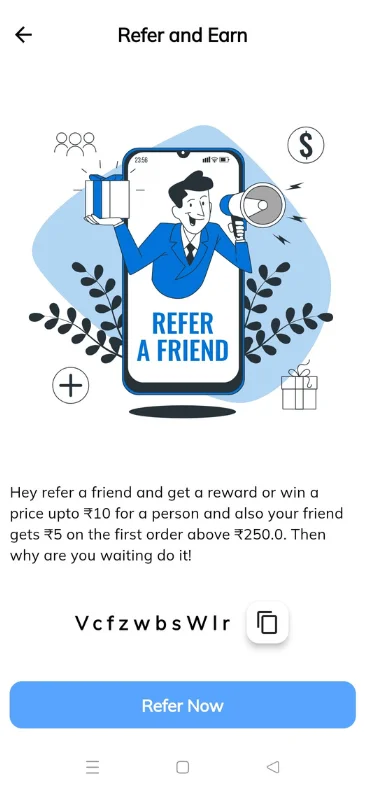 Refer and Earn
$
23:56
REFER
A FRIEND
Hey refer a friend and get a reward or win a
price upto ₹10 for a person and also your friend
gets ₹5 on the first order above ₹250.0. Then
why are you waiting do it!
VcfzwbsWlr
Refer Now